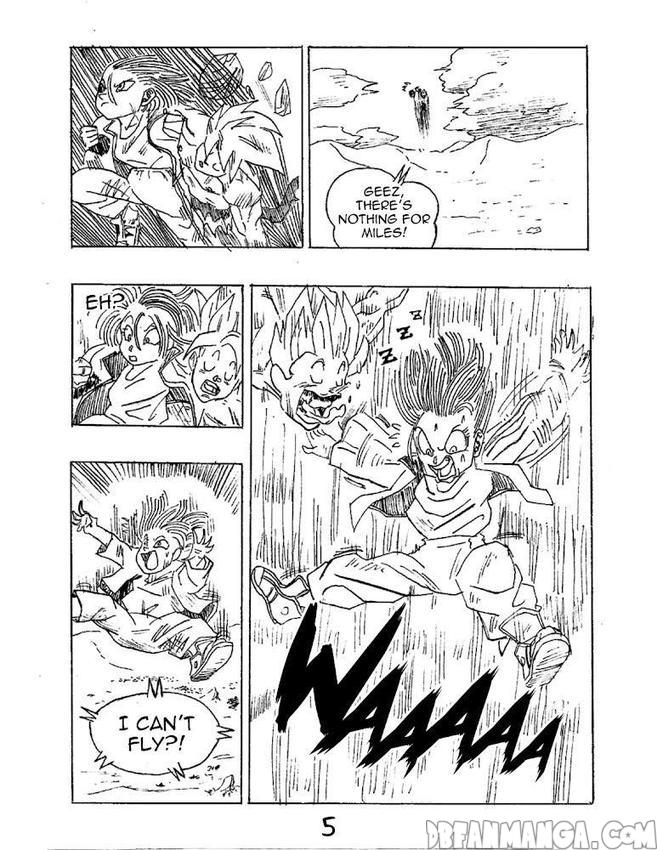 GEEZ,
THERE'S
NOTHING FOR
MILES!
EH?
Z
Z
Z
Z
WAAAAA
I CAN'T
FLY?!
5
DBFANMANGA.COM